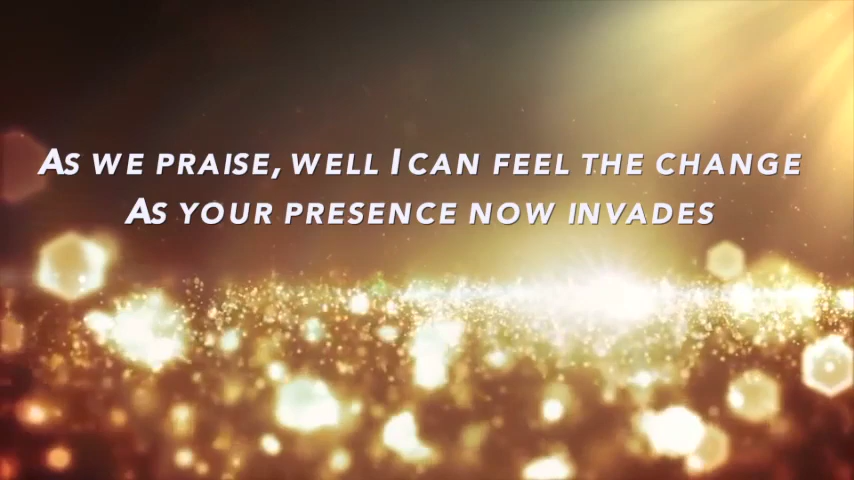 As we praise, well I can feel the change
As your presence now invades